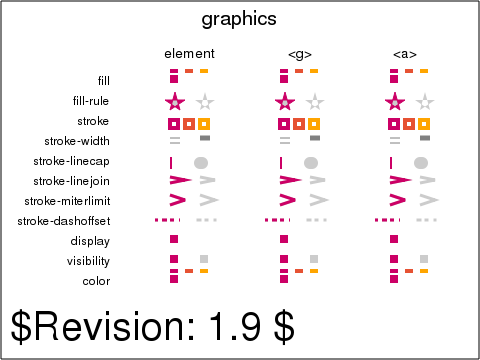 graphics
element <g> <a>
fill
fill-rule
stroke
stroke-width
stroke-linecap
stroke-linejoin
stroke-miterlimit
stroke-dashoffset
display
visibility
color
$Revision: 1.9 $